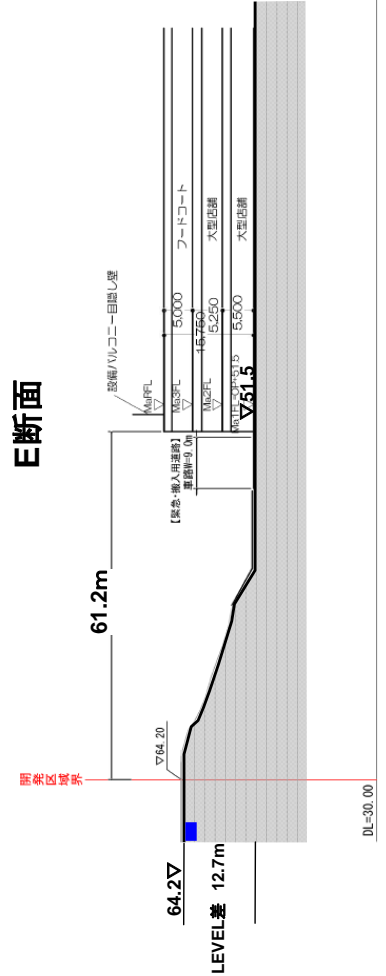 E断面
61.2m
開発区域界
▽64.20
64.2▽
LEVEL差 12.7m
DL=30.00
設備バルコニー目隠し壁
【緊急・搬入用道路】
車路W=9.0m
MaRFL
▽
Ma3FL
▽
Ma2FL
▽
Ma1FL=OP+51.5
▽51.5
5.000
15.750
5.250
5.500
フードコート
大型店舗
大型店舗